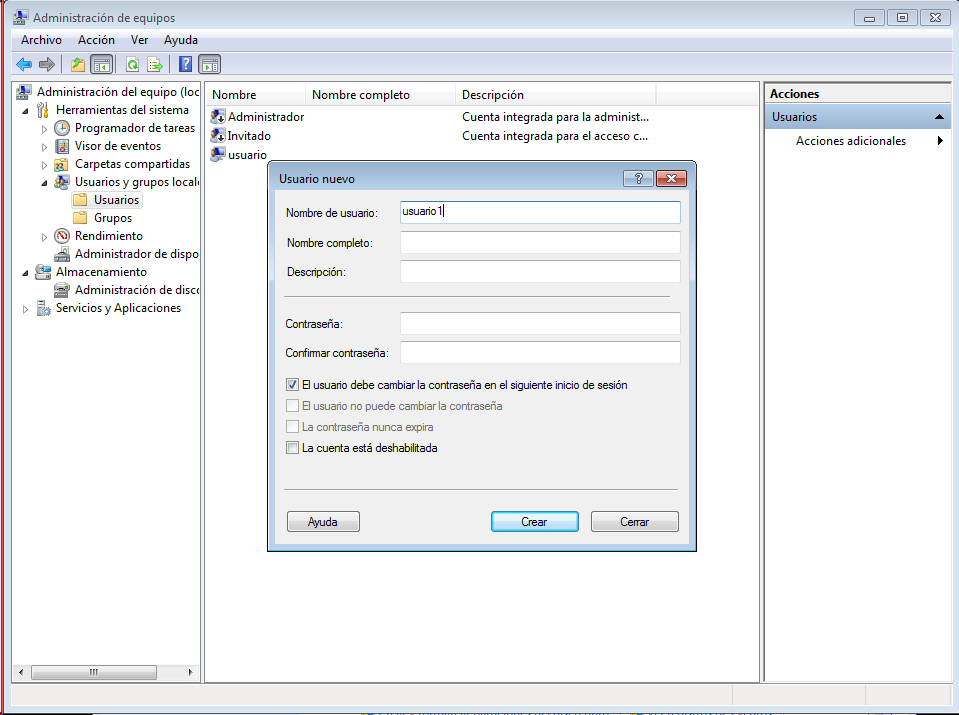 Administración de equipos
Archivo Acción Ver Ayuda
Administración del equipo (loc
Herramientas del sistema
Programador de tareas
Visor de eventos
Carpetas compartidas
Usuarios y grupos locale
Usuarios
Grupos
Rendimiento
Administrador de dispo
Almacenamiento
Administración de disco
Servicios y Aplicaciones
Nombre Nombre completo Descripción
Administrador Cuenta integrada para la administ...
Invitado Cuenta integrada para el acceso c...
usuario
Acciones
Usuarios
Acciones adicionales
Usuario nuevo
Nombre de usuario: usuario1
Nombre completo:
Descripción:
Contraseña:
Confirmar contraseña:
El usuario debe cambiar la contraseña en el siguiente inicio de sesión
El usuario no puede cambiar la contraseña
La contraseña nunca expira
La cuenta está deshabilitada
Ayuda Crear Cerrar